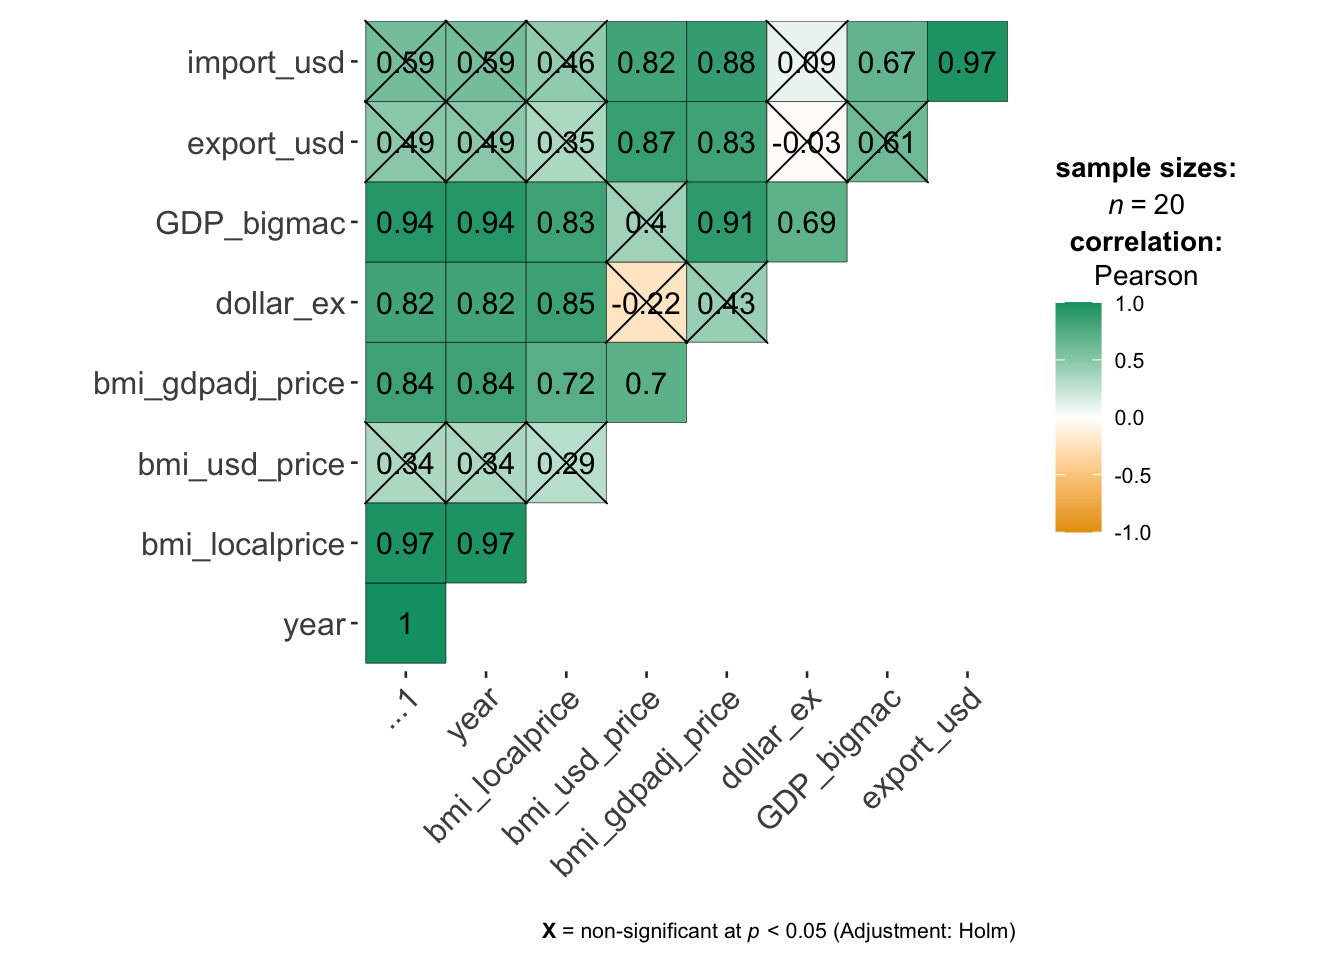 import_usd 0.59 0.59 0.46 0.82 0.88 0.09 0.67 0.97
export_usd 0.49 0.49 0.35 0.87 0.83 -0.03 0.61
GDP_bigmac 0.94 0.94 0.83 0.4 0.91 0.69
dollar_ex 0.82 0.82 0.85 -0.22 0.43
bmi_gdpadj_price 0.84 0.84 0.72 0.7
bmi_usd_price 0.34 0.34 0.29
bmi_localprice 0.97 0.97
year 1
...1
year
bmi_localprice
bmi_usd_price
bmi_gdpadj_price
dollar_ex
GDP_bigmac
export_usd
sample sizes:
n = 20
correlation:
Pearson
1.0
0.5
0.0
-0.5
-1.0
X = non-significant at p < 0.05 (Adjustment: Holm)